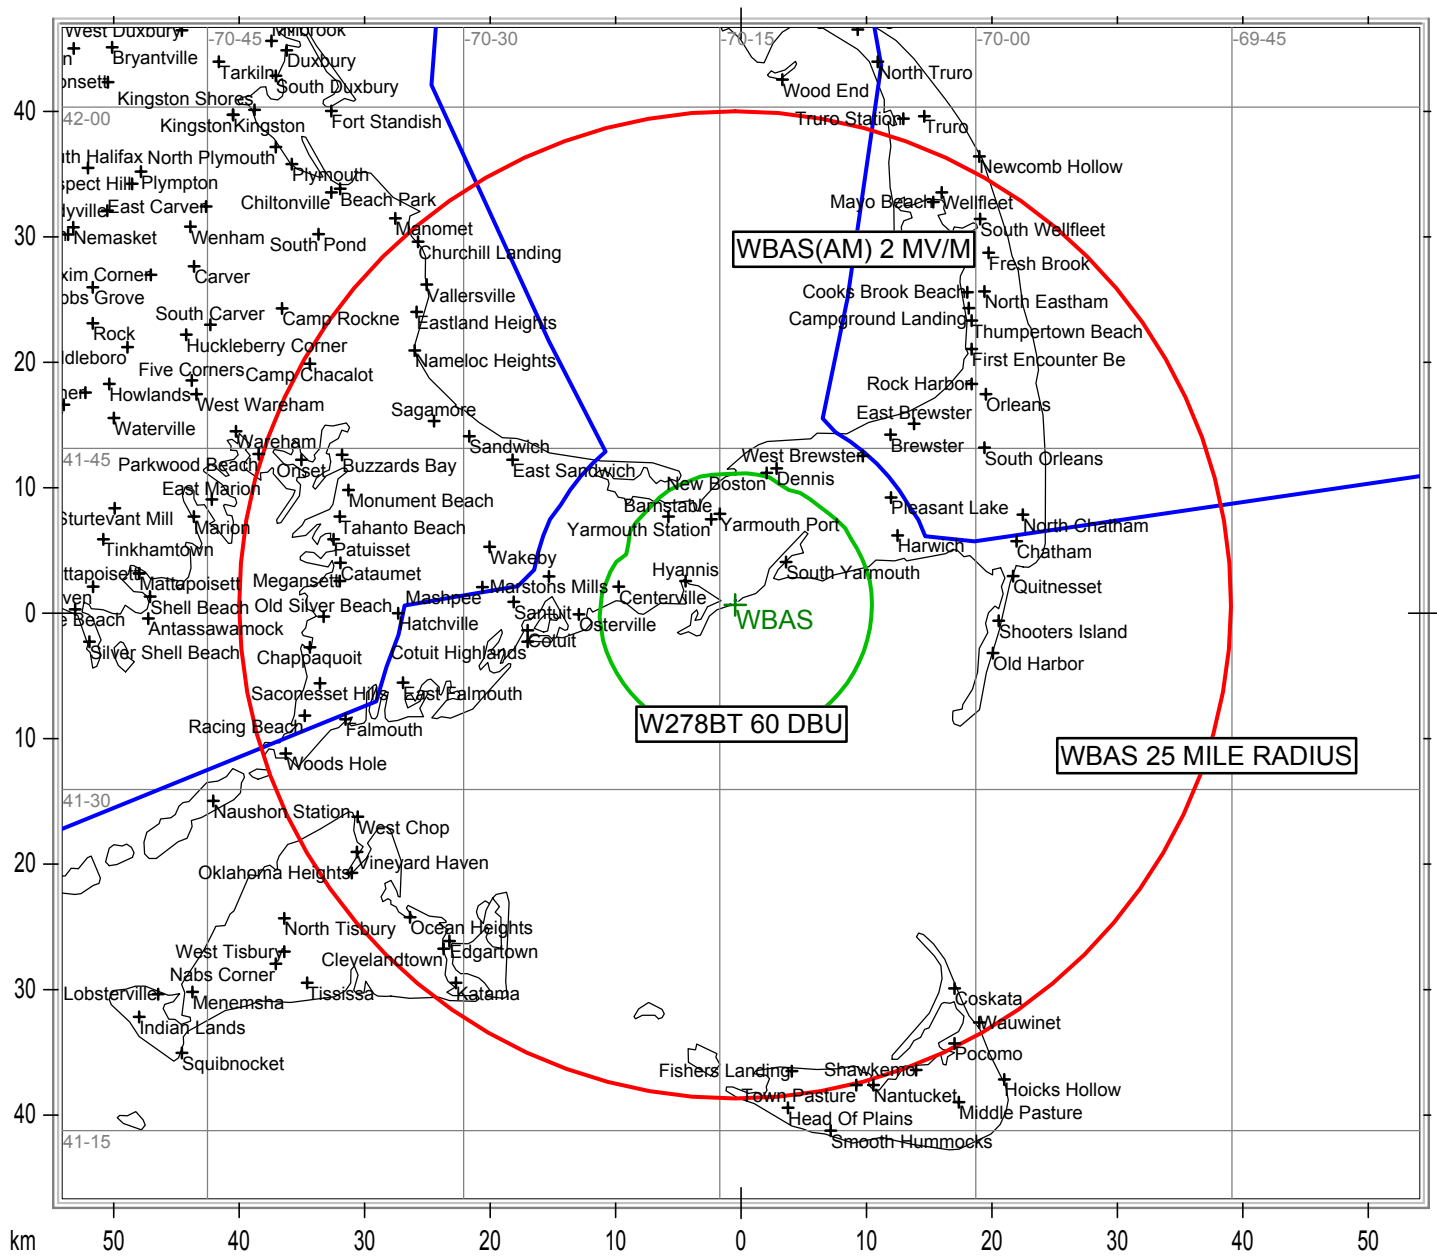 West Duxbury
Millbrook
-70-45
-70-30
-70-15
-70-00
-69-45
Bryantville
Duxbury
North Truro
Tarkiln
South Duxbury
Wood End
Kingston Shores
40
42-00
Kingston
Kingston
Fort Standish
Truro Station
Truro
North Plymouth
Newcomb Hollow
Plympton
Plymouth
East Carver
Chiltonville
Beach Park
Mayo Beach
Wellfleet
30
Nemasket
Wenham
South Pond
Manomet
South Wellfleet
WBAS(AM) 2 MV/M
Churchill Landing
Fresh Brook
Carver
Vallersville
Cooks Brook Beach
North Eastham
South Carver
Camp Rockne
Eastland Heights
Campground Landing
Thumpertown Beach
Rock
Huckleberry Corner
20
Nameloc Heights
First Encounter Be
Five Corners
Camp Chacalot
Rock Harbor
Howlands
West Wareham
Orleans
Sagamore
East Brewster
Waterville
Wareham
Sandwich
Brewster
41-45
Parkwood Beach
Onset
Buzzards Bay
East Sandwich
West Brewster
South Orleans
10
East Marion
Monument Beach
New Boston
Dennis
Barnstable
Pleasant Lake
Sturtevant Mill
Marion
Tahanto Beach
Yarmouth Station
Yarmouth Port
North Chatham
Tinkhamtown
Patuisset
Wakeby
Harwich
Chatham
Mattapoisett
Megansett
Cataumet
Marstons Mills
Hyannis
South Yarmouth
Quitnesset
Shell Beach
Old Silver Beach
Mashpee
Centerville
0
Antassawamock
Hatchville
Santuit
Osterville
WBAS
Shooters Island
Silver Shell Beach
Chappaquoit
Cotuit Highlands
Cotuit
Old Harbor
Saconesset Hills
East Falmouth
Racing Beach
Falmouth
W278BT 60 DBU
10
Woods Hole
WBAS 25 MILE RADIUS
41-30
Naushon Station
West Chop
20
Oklahoma Heights
Vineyard Haven
North Tisbury
Ocean Heights
West Tisbury
Clevelandtown
Edgartown
Nabs Corner
30
Lobsterville
Menemsha
Tississa
Katama
Coskata
Indian Lands
Wauwinet
Squibnocket
Pocomo
Fishers Landing
Shawkemo
Town Pasture
Nantucket
Hoicks Hollow
40
Head Of Plains
Middle Pasture
41-15
Smooth Hummocks
km
50
40
30
20
10
0
10
20
30
40
50